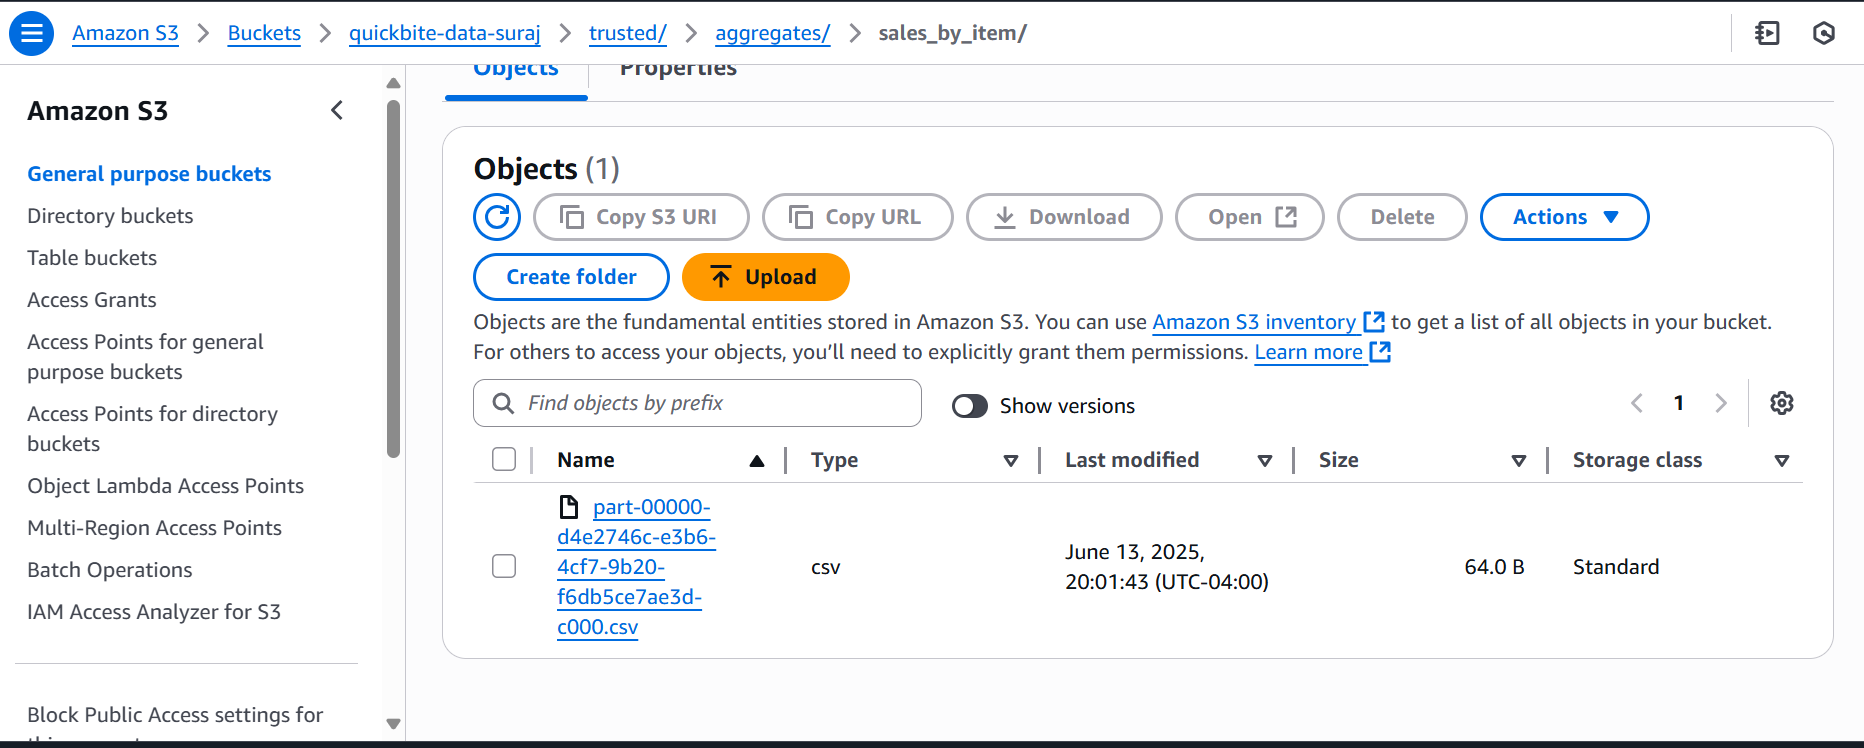 Amazon S3 > Buckets > quickbite-data-suraj > trusted/ > aggregates/ > sales_by_item/
Amazon S3
General purpose buckets
Directory buckets
Table buckets
Access Grants
Access Points for general
purpose buckets
Access Points for directory
buckets
Object Lambda Access Points
Multi-Region Access Points
Batch Operations
IAM Access Analyzer for S3
Block Public Access settings for
Objects Properties
Objects (1)
Copy S3 URI Copy URL Download Open Delete Actions
Create folder Upload
Objects are the fundamental entities stored in Amazon S3. You can use Amazon S3 inventory to get a list of all objects in your bucket.
For others to access your objects, you’ll need to explicitly grant them permissions. Learn more
Find objects by prefix Show versions 1
Name Type Last modified Size Storage class
part-00000-
d4e2746c-e3b6-
4cf7-9b20-
f6db5ce7ae3d-
c000.csv
csv
June 13, 2025,
20:01:43 (UTC-04:00)
64.0 B
Standard